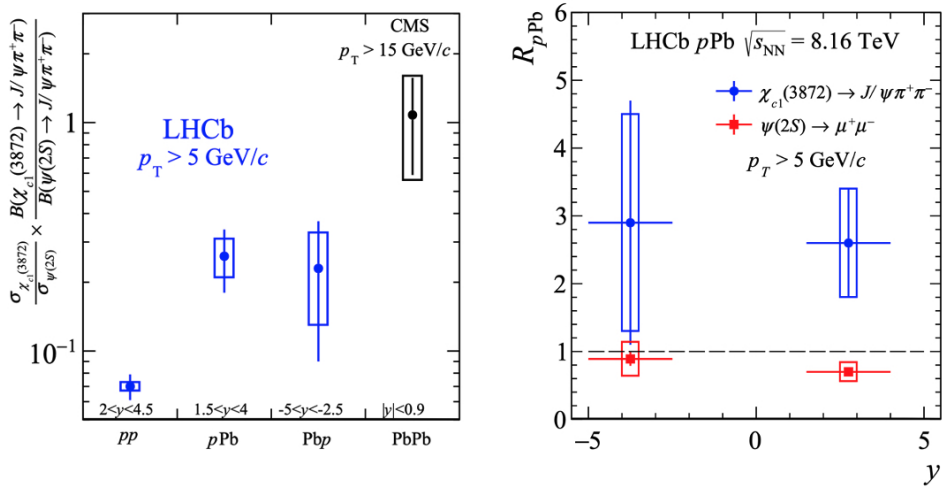 σχc1(3872) / σψ(2S) × B(χc1(3872) → J/ψπ+π-) / B(ψ(2S) → J/ψπ+π-)
1
10−1
CMS
pT > 15 GeV/c
LHCb
pT > 5 GeV/c
2<y<4.5
1.5<y<4
-5<y<-2.5
|y|<0.9
pp
pPb
Pbp
PbPb
RpPb
6
5
4
3
2
1
0
LHCb pPb √sNN = 8.16 TeV
χc1(3872) → J/ψπ+π−
ψ(2S) → μ+μ−
pT > 5 GeV/c
−5
0
5
y